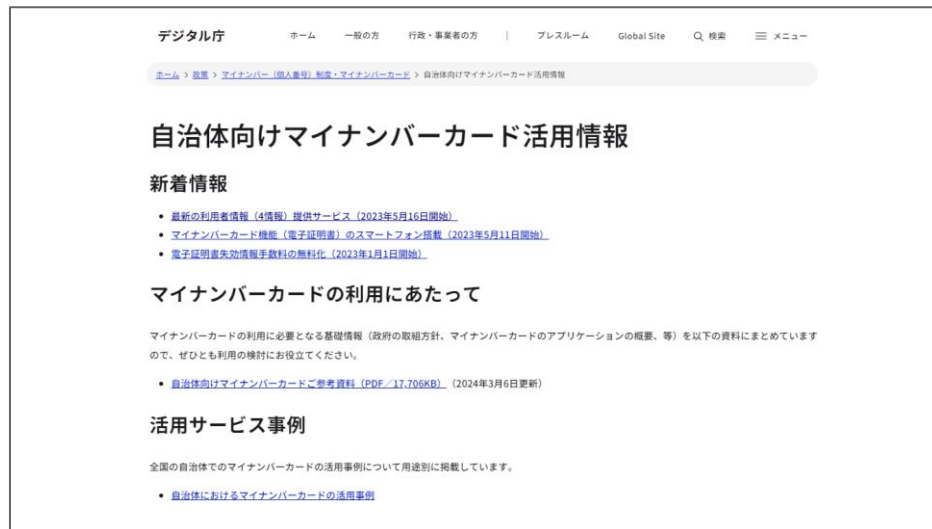 デジタル庁
ホーム 一般の方 行政・事業者の方 | プレスルーム Global Site 検索 メニュー
ホーム > 政策 > マイナンバー（個人番号）制度・マイナンバーカード > 自治体向けマイナンバーカード活用情報
自治体向けマイナンバーカード活用情報
新着情報
• 最新の利用者情報（4情報）提供サービス（2023年5月16日開始）
• マイナンバーカード機能（電子証明書）のスマートフォン搭載（2023年5月11日開始）
• 電子証明書失効情報手数料の無料化（2023年1月1日開始）
マイナンバーカードの利用にあたって
マイナンバーカードの利用に必要となる基礎情報（政府の取組方針、マイナンバーカードのアプリケーションの概要、等）を以下の資料にまとめています
ので、ぜひとも利用の検討にお役立てください。
• 自治体向けマイナンバーカードご参考資料（PDF／17,706KB）（2024年3月6日更新）
活用サービス事例
全国の自治体でのマイナンバーカードの活用事例について用途別に掲載しています。
• 自治体におけるマイナンバーカードの活用事例